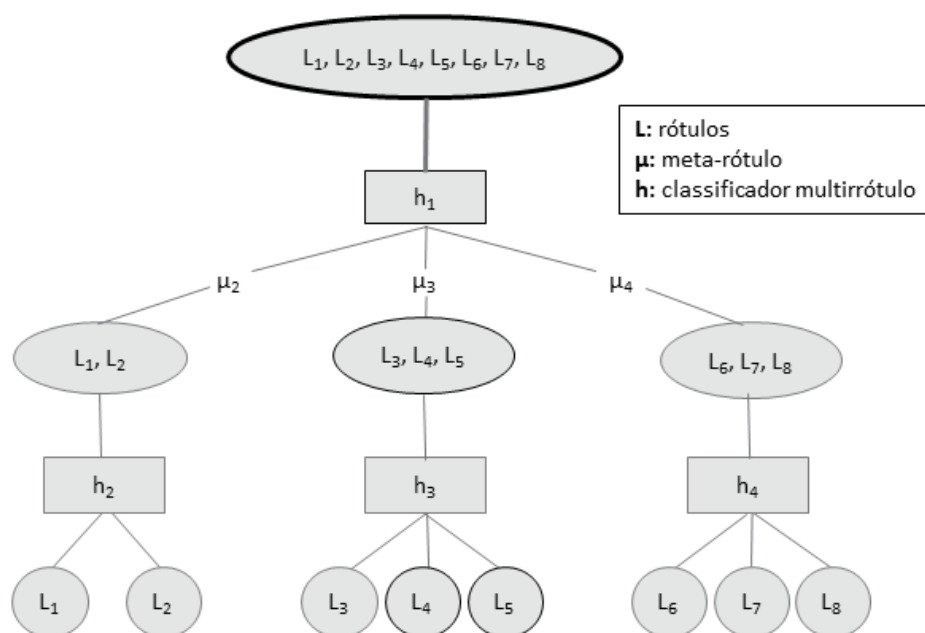 L₁, L₂, L₃, L₄, L₅, L₆, L₇, L₈
L: rótulos
μ: meta-rótulo
h: classificador multirrótulo
h₁
μ₂ μ₃ μ₄
L₁, L₂ L₃, L₄, L₅ L₆, L₇, L₈
h₂ h₃ h₄
L₁ L₂ L₃ L₄ L₅ L₆ L₇ L₈